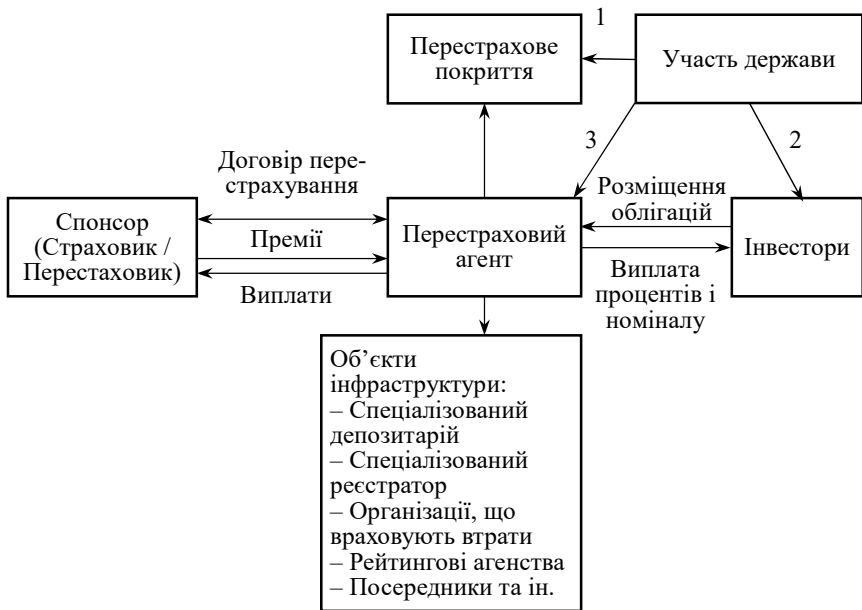 1
Перестрахове
покриття
Участь держави
3
2
Договір пере-
страхування
Розміщення
облігацій
Спонсор
(Страховик /
Перестаховик)
Премії
Виплати
Перестраховий
агент
Інвестори
Виплата
процентів і
номіналу
Об’єкти
інфраструктури:
– Спеціалізований
депозитарій
– Спеціалізований
реєстратор
– Організації, що
враховують втрати
– Рейтингові агенства
– Посередники та ін.